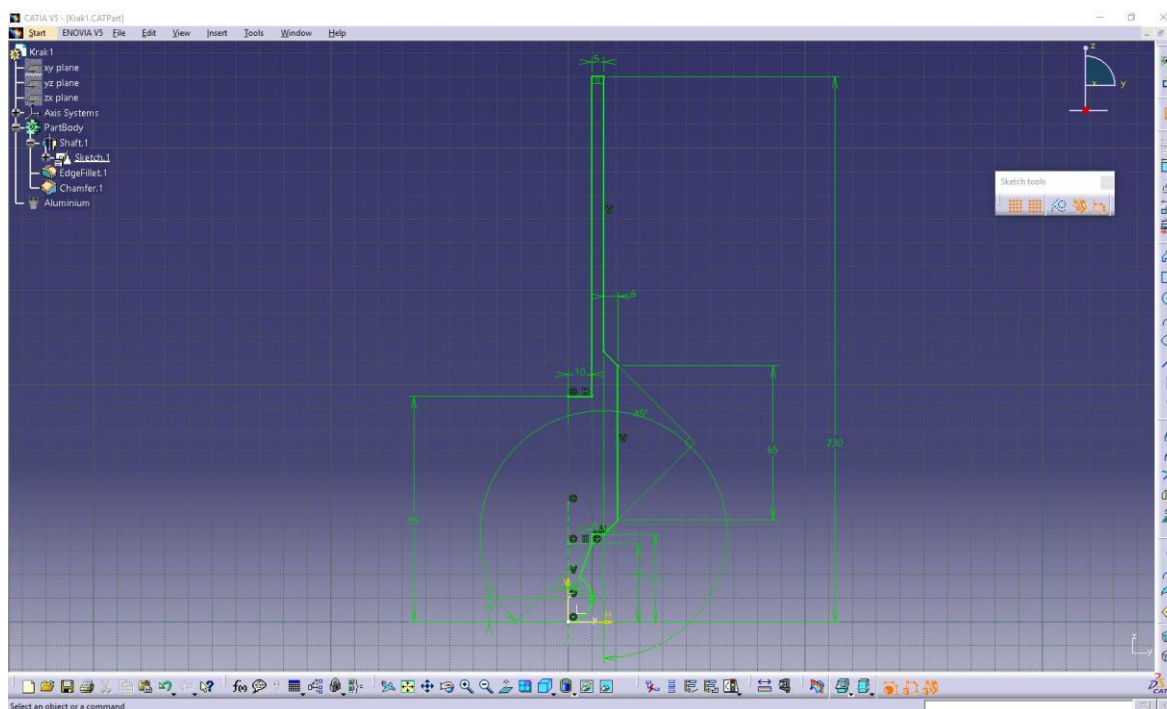 CATIA V5 - [Krak1.CATPart]
Start ENOVIA V5 File Edit View Insert Tools Window Help
Krak1
xy plane
yz plane
zx plane
Axis Systems
PartBody
Shaft.1
Sketch.1
EdgeFillet.1
Chamfer.1
Aluminium
z
x y
Sketch tools
5
V
6
10
H
45°
V
65
230
95
H
V
V
H
y
z
y
f(x)
Select an object or a command